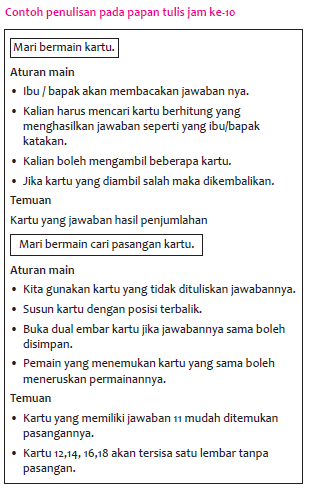 Contoh penulisan pada papan tulis jam ke-10
Mari bermain kartu.
Aturan main
• Ibu / bapak akan membacakan jawaban nya.
• Kalian harus mencari kartu berhitung yang
menghasilkan jawaban seperti yang ibu/bapak
katakan.
• Kalian boleh mengambil beberapa kartu.
• Jika kartu yang diambil salah maka dikembalikan.
Temuan
Kartu yang jawaban hasil penjumlahan
Mari bermain cari pasangan kartu.
Aturan main
• Kita gunakan kartu yang tidak dituliskan jawabannya.
• Susun kartu dengan posisi terbalik.
• Buka dual embar kartu jika jawabannya sama boleh
disimpan.
• Pemain yang menemukan kartu yang sama boleh
meneruskan permainannya.
Temuan
• Kartu yang memiliki jawaban 11 mudah ditemukan
pasangannya.
• Kartu 12,14, 16,18 akan tersisa satu lembar tanpa
pasangan.